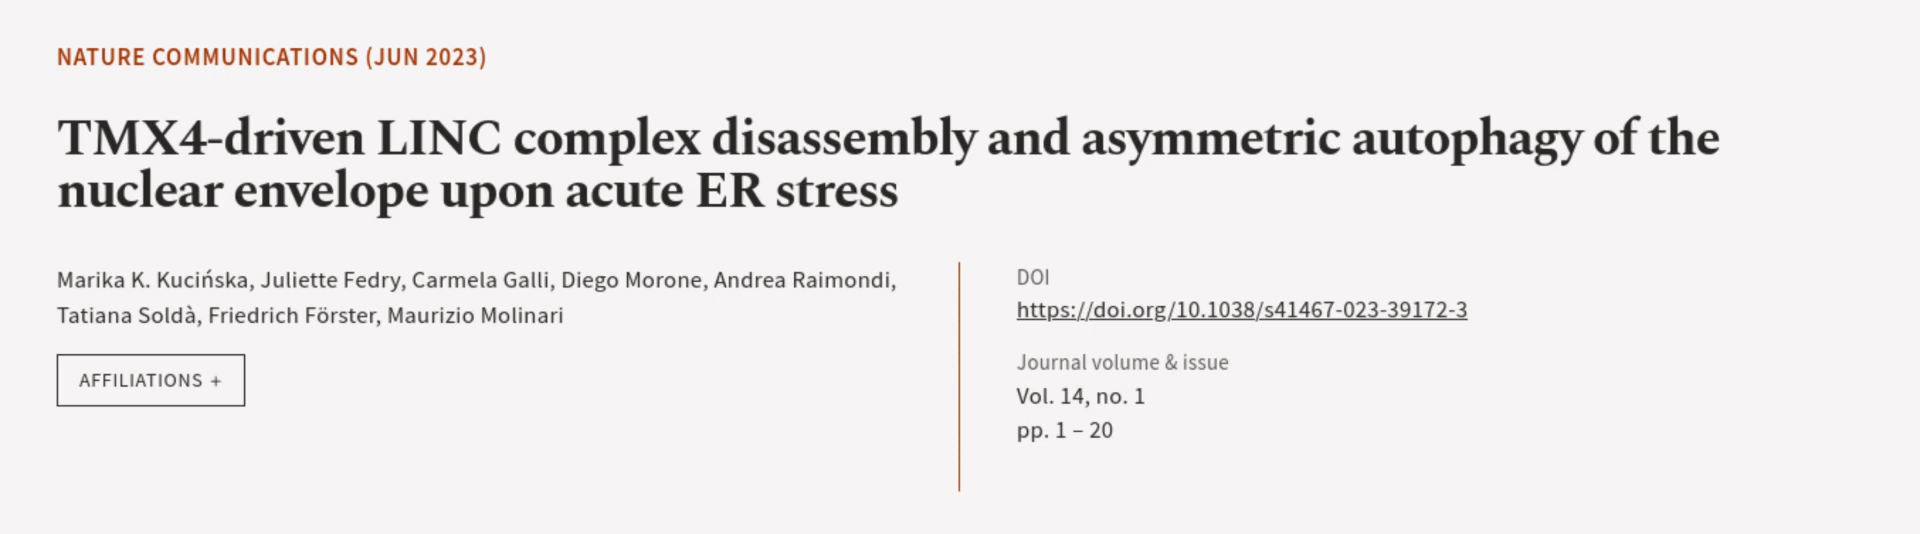 NATURE COMMUNICATIONS (JUN 2023)
TMX4-driven LINC complex disassembly and asymmetric autophagy of the
nuclear envelope upon acute ER stress
Marika K. Kucińska, Juliette Fedry, Carmela Galli, Diego Morone, Andrea Raimondi,
Tatiana Soldà, Friedrich Förster, Maurizio Molinari
AFFILIATIONS +
DOI
https://doi.org/10.1038/s41467-023-39172-3
Journal volume & issue
Vol. 14, no. 1
pp. 1 – 20